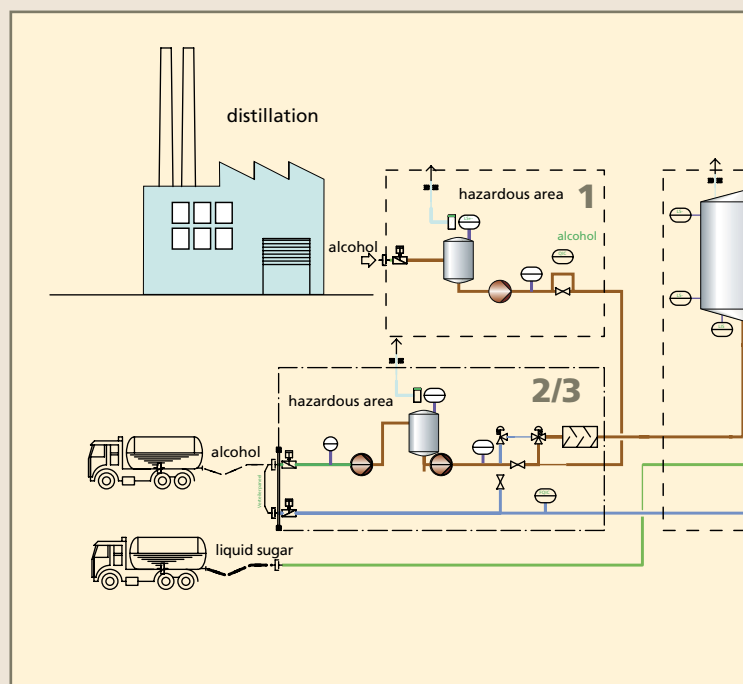 distillation
hazardous area 1
alcohol
alcohol
2/3
hazardous area
alcohol
liquid sugar